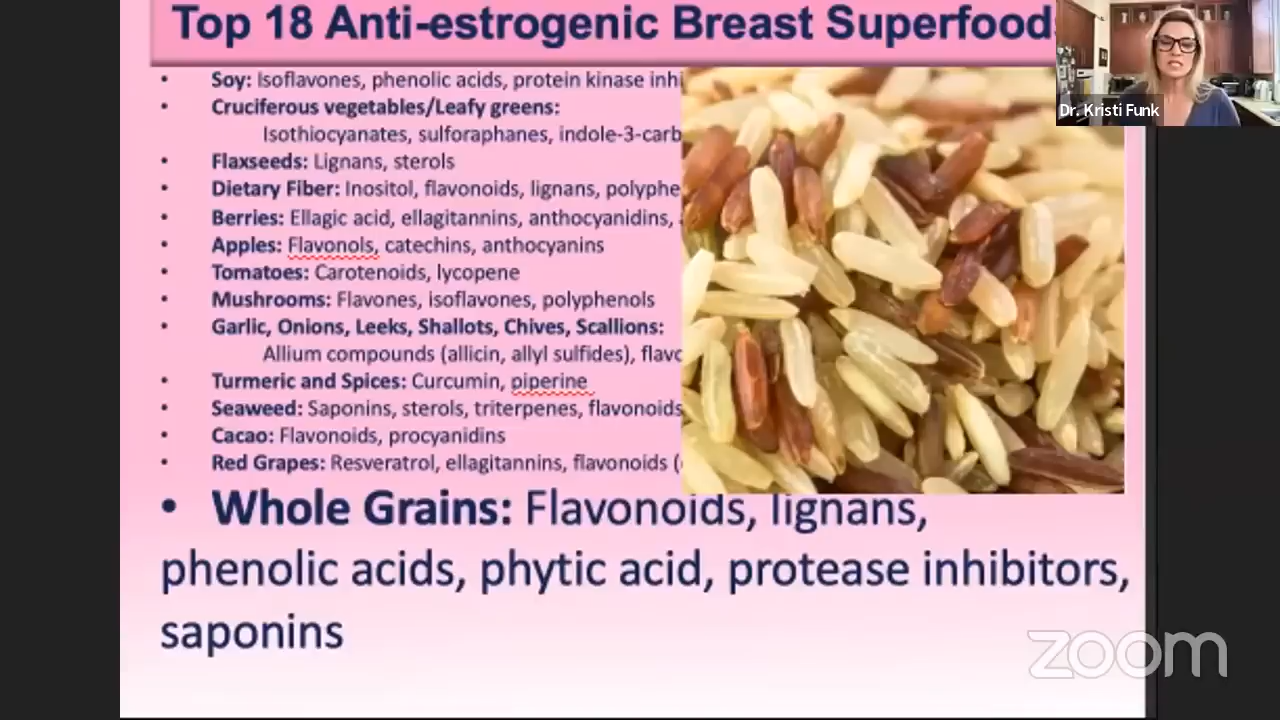 Top 18 Anti-estrogenic Breast Superfood
Dr. Kristi Funk
• Soy: Isoflavones, phenolic acids, protein kinase inhi
• Cruciferous vegetables/Leafy greens:
Isothiocyanates, sulforaphanes, indole-3-carb
• Flaxseeds: Lignans, sterols
• Dietary Fiber: Inositol, flavonoids, lignans, polyphe
• Berries: Ellagic acid, ellagitannins, anthocyanidins,
• Apples: Flavonols, catechins, anthocyanins
• Tomatoes: Carotenoids, lycopene
• Mushrooms: Flavones, isoflavones, polyphenols
• Garlic, Onions, Leeks, Shallots, Chives, Scallions:
Allium compounds (allicin, allyl sulfides), flavo
• Turmeric and Spices: Curcumin, piperine
• Seaweed: Saponins, sterols, triterpenes, flavonoids
• Cacao: Flavonoids, procyanidins
• Red Grapes: Resveratrol, ellagitannins, flavonoids (
• Whole Grains: Flavonoids, lignans,
phenolic acids, phytic acid, protease inhibitors,
saponins
zoom